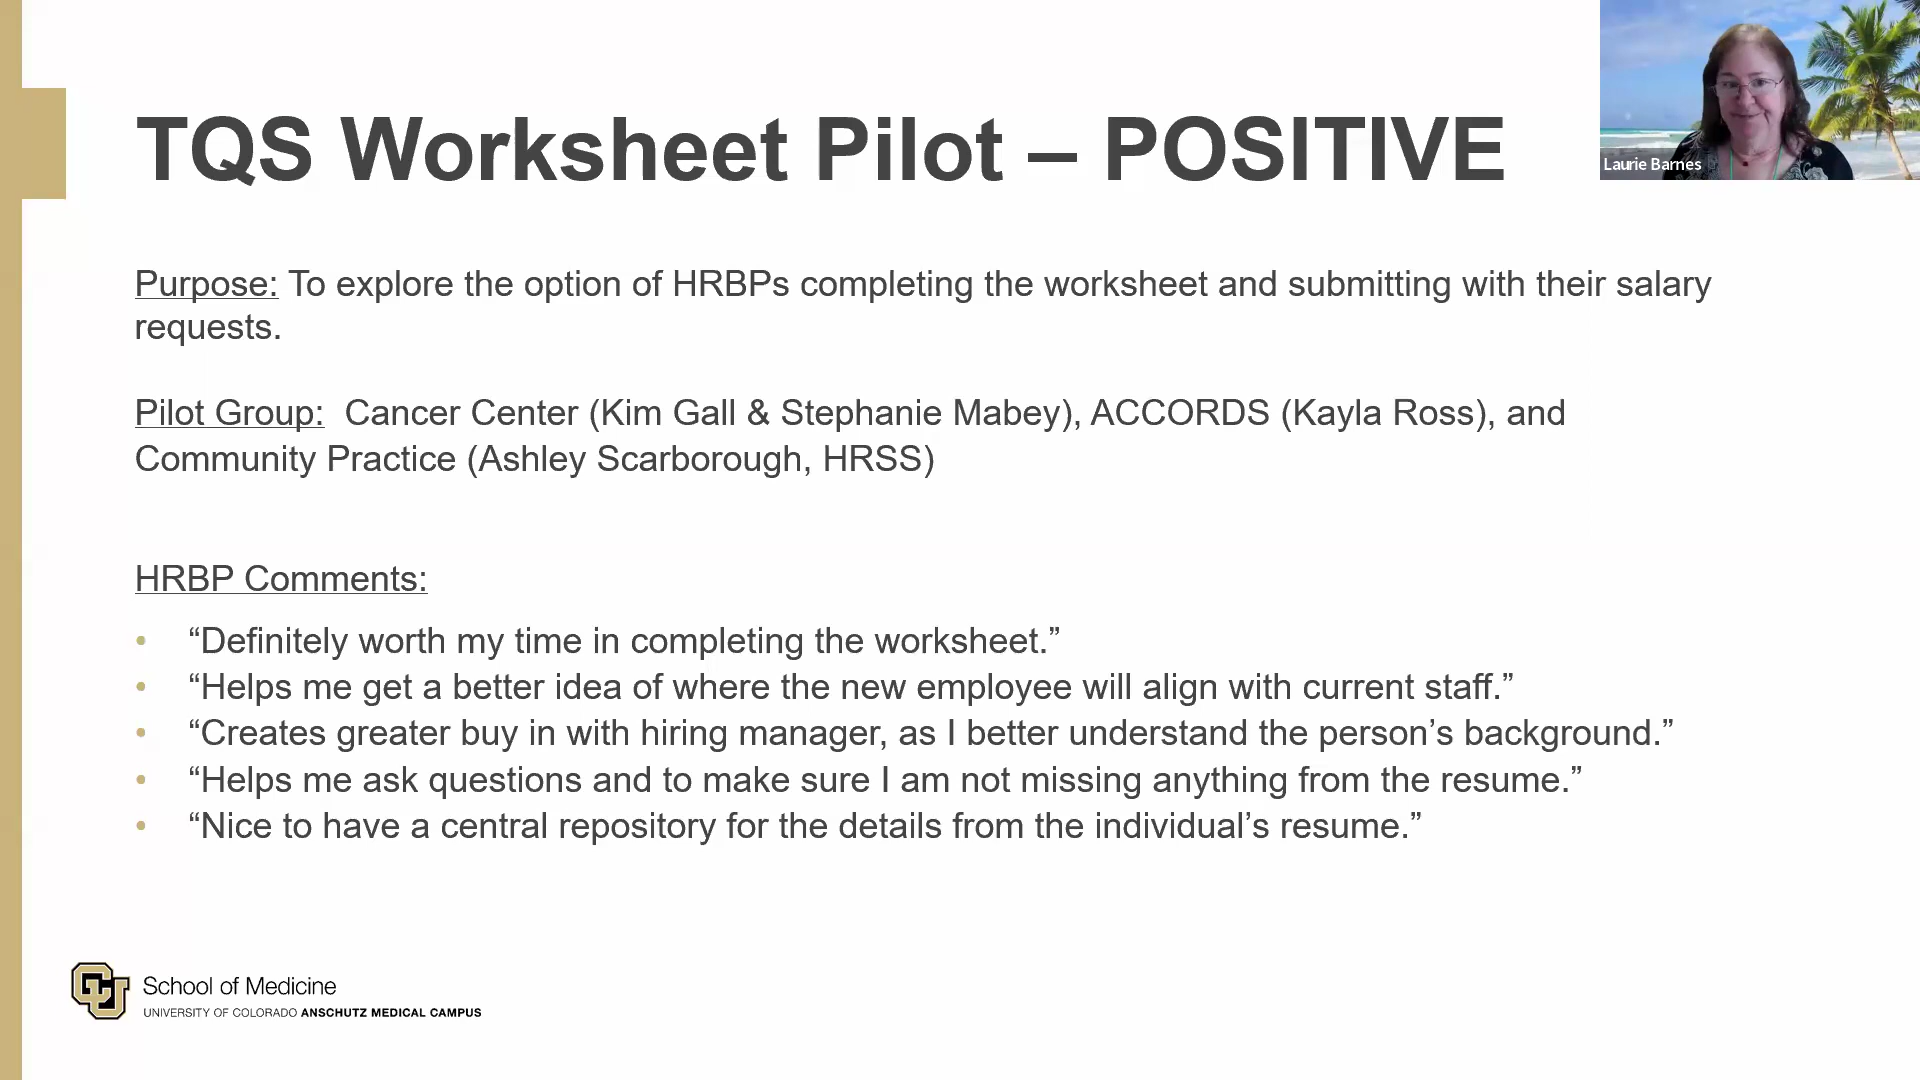 TQS Worksheet Pilot – POSITIVE
Laurie Barnes
Purpose: To explore the option of HRBPs completing the worksheet and submitting with their salary
requests.
Pilot Group:  Cancer Center (Kim Gall & Stephanie Mabey), ACCORDS (Kayla Ross), and
Community Practice (Ashley Scarborough, HRSS)
HRBP Comments:
• “Definitely worth my time in completing the worksheet.”
• “Helps me get a better idea of where the new employee will align with current staff.”
• “Creates greater buy in with hiring manager, as I better understand the person’s background.”
• “Helps me ask questions and to make sure I am not missing anything from the resume.”
• “Nice to have a central repository for the details from the individual’s resume.”
CU
School of Medicine
UNIVERSITY OF COLORADO ANSCHUTZ MEDICAL CAMPUS